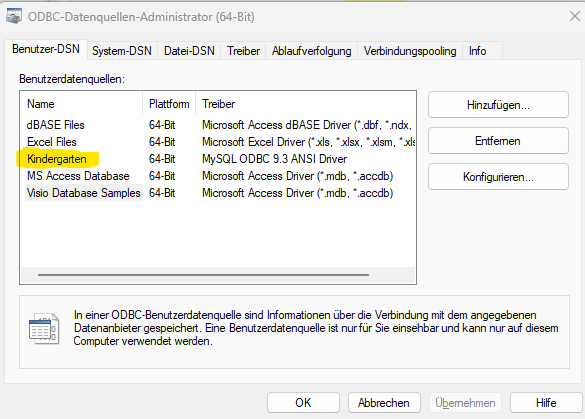 ODBC-Datenquellen-Administrator (64-Bit)
Benutzer-DSN System-DSN Datei-DSN Treiber Ablaufverfolgung Verbindungspooling Info
Benutzerdatenquellen:
Name Plattform Treiber
dBASE Files 64-Bit Microsoft Access dBASE Driver (*.dbf, *.ndx,
Excel Files 64-Bit Microsoft Excel Driver (*.xls, *.xlsx, *.xlsm, *.xls
Kindergarten 64-Bit MySQL ODBC 9.3 ANSI Driver
MS Access Database 64-Bit Microsoft Access Driver (*.mdb, *.accdb)
Visio Database Samples 64-Bit Microsoft Access Driver (*.mdb, *.accdb)
Hinzufügen...
Entfernen
Konfigurieren...
In einer ODBC-Benutzerdatenquelle sind Informationen über die Verbindung mit dem angegebenen
Datenanbieter gespeichert. Eine Benutzerdatenquelle ist nur für Sie einsehbar und kann nur auf diesem
Computer verwendet werden.
OK Abbrechen Übernehmen Hilfe